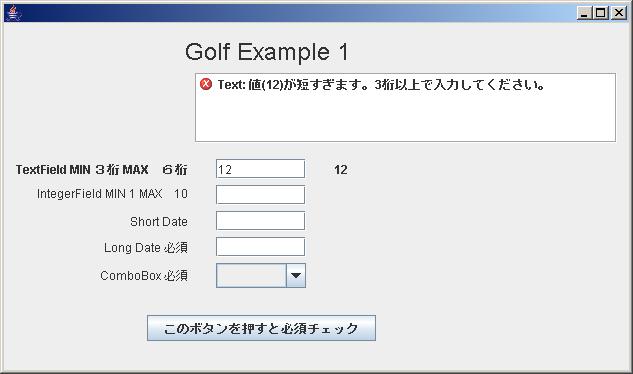 Golf Example 1
Text: 値(12)が短すぎます。3桁以上で入力してください。
TextField MIN ３桁 MAX　６桁 12 12
IntegerField MIN 1 MAX　10
Short Date
Long Date 必須
ComboBox 必須
このボタンを押すと必須チェック